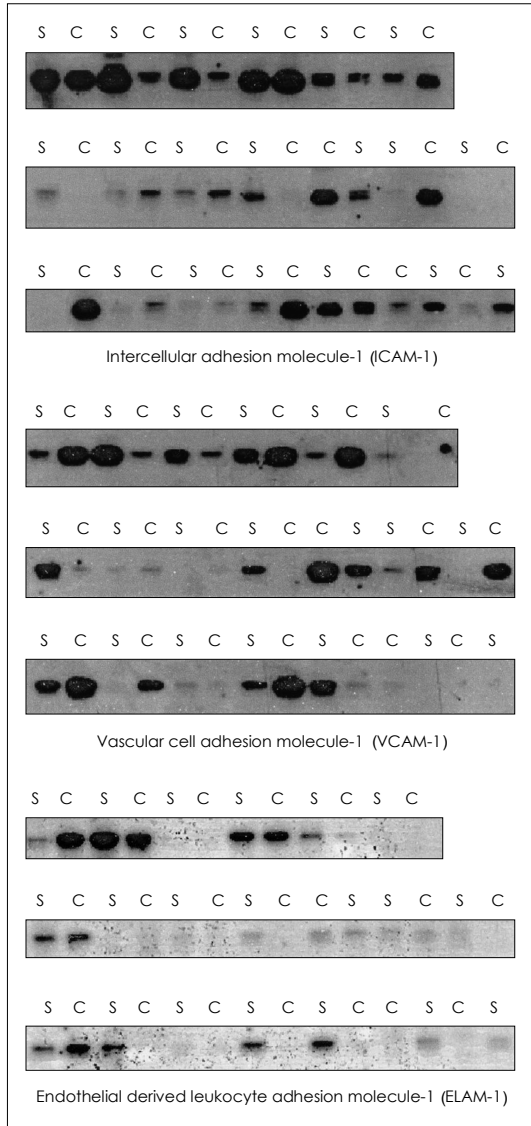 S C S C S C S C S C S C
S C S C S C S C C S S C S C
S C S C S C S C S C C S C S
Intercellular adhesion molecule-1 (ICAM-1)
S C S C S C S C S C S C
S C S C S C S C C S S C S C
S C S C S C S C S C C S C S
Vascular cell adhesion molecule-1 (VCAM-1)
S C S C S C S C S C S C
S C S C S C S C C S S C S C
S C S C S C S C S C C S C S
Endothelial derived leukocyte adhesion molecule-1 (ELAM-1)